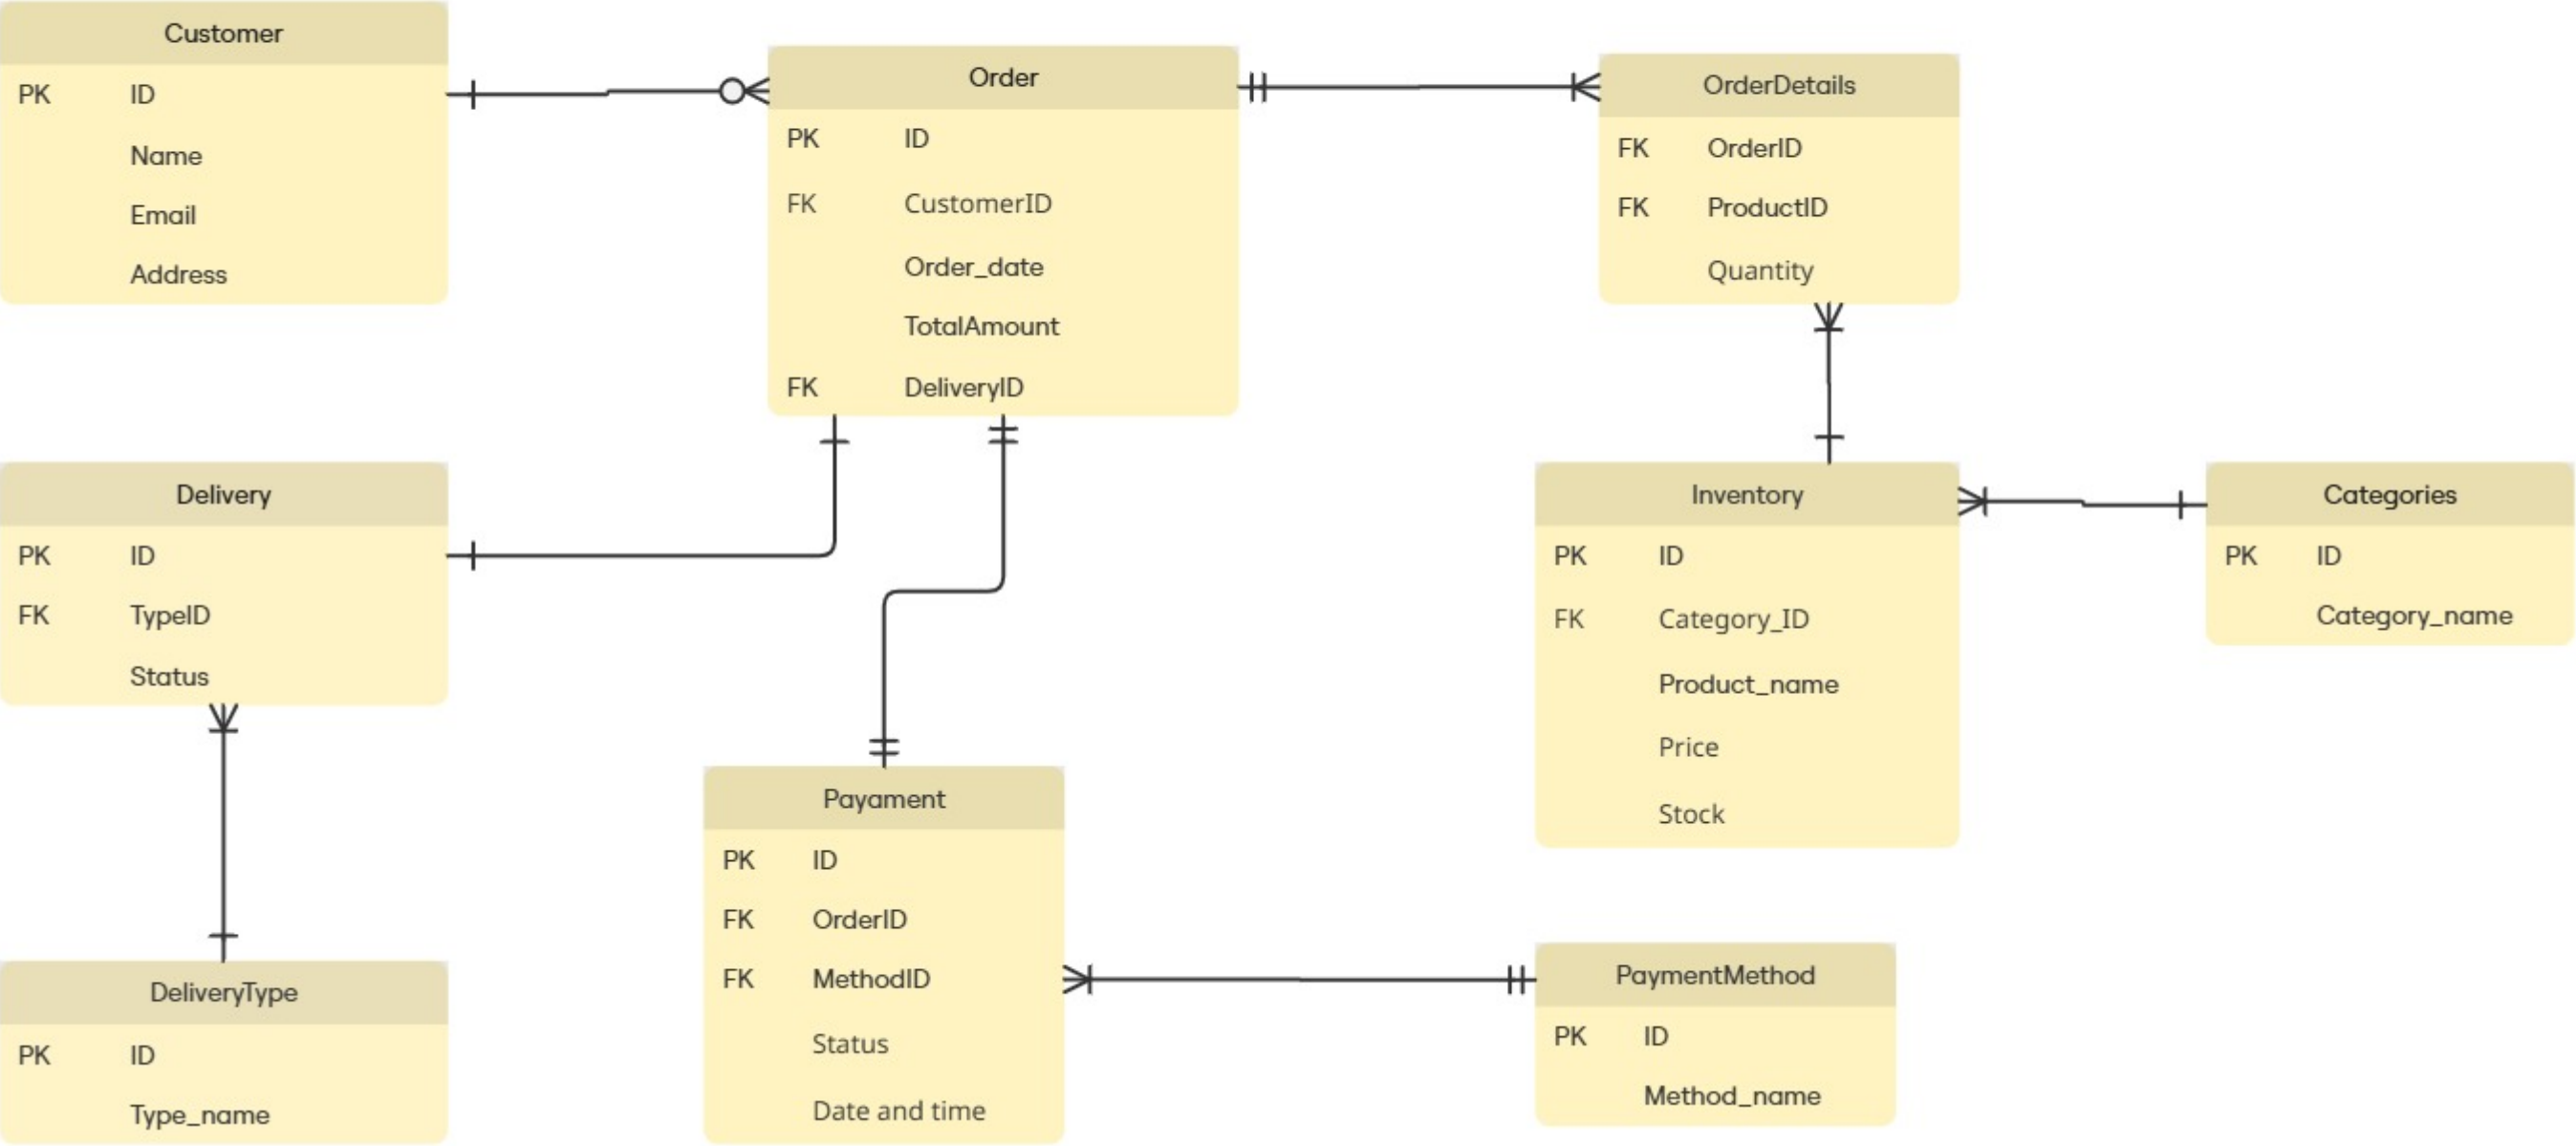 Customer
PK ID
Name
Email
Address
Order
PK ID
FK CustomerID
Order_date
TotalAmount
FK DeliveryID
OrderDetails
FK OrderID
FK ProductID
Quantity
Delivery
PK ID
FK TypeID
Status
Inventory
PK ID
FK Category_ID
Product_name
Price
Stock
Categories
PK ID
Category_name
Payament
PK ID
FK OrderID
FK MethodID
Status
Date and time
DeliveryType
PK ID
Type_name
PaymentMethod
PK ID
Method_name